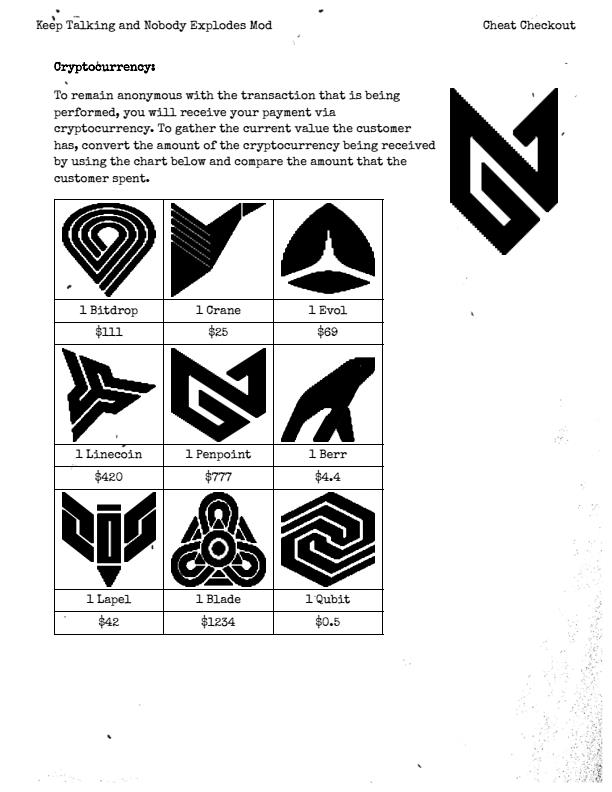 Keep Talking and Nobody Explodes Mod Cheat Checkout
Cryptocurrency:
To remain anonymous with the transaction that is being
performed, you will receive your payment via
cryptocurrency. To gather the current value the customer
has, convert the amount of the cryptocurrency being received
by using the chart below and compare the amount that the
customer spent.
1 Bitdrop 1 Crane 1 Evol
$111 $25 $69
1 Linecoin 1 Penpoint 1 Berr
$420 $777 $4.4
1 Lapel 1 Blade 1 Qubit
$42 $1234 $0.5